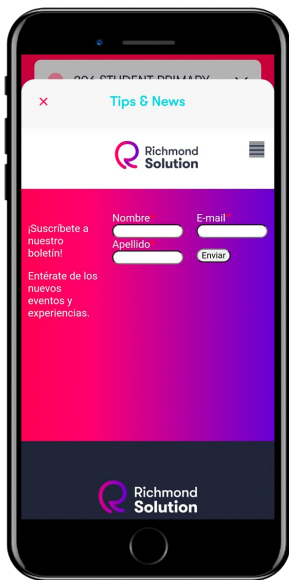 Tips & News
Richmond
Solution
¡Suscríbete a
nuestro
boletín!
Entérate de los
nuevos
eventos y
experiencias.
Nombre
Apellido
E-mail*
Enviar
Richmond
Solution